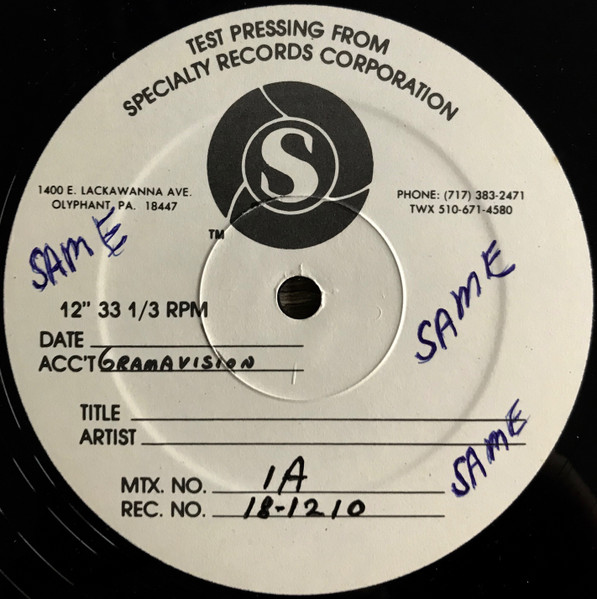 TEST PRESSING FROM
SPECIALTY RECORDS CORPORATION
S
1400 E. LACKAWANNA AVE.
OLYPHANT, PA. 18447
PHONE: (717) 383-2471
TWX 510-671-4580
TM
SAME
SAME
12" 33 1/3 RPM
DATE
ACC'T GRAMAVISION
TITLE
ARTIST
SAME
MTX. NO. 1A
REC. NO. 18-1210